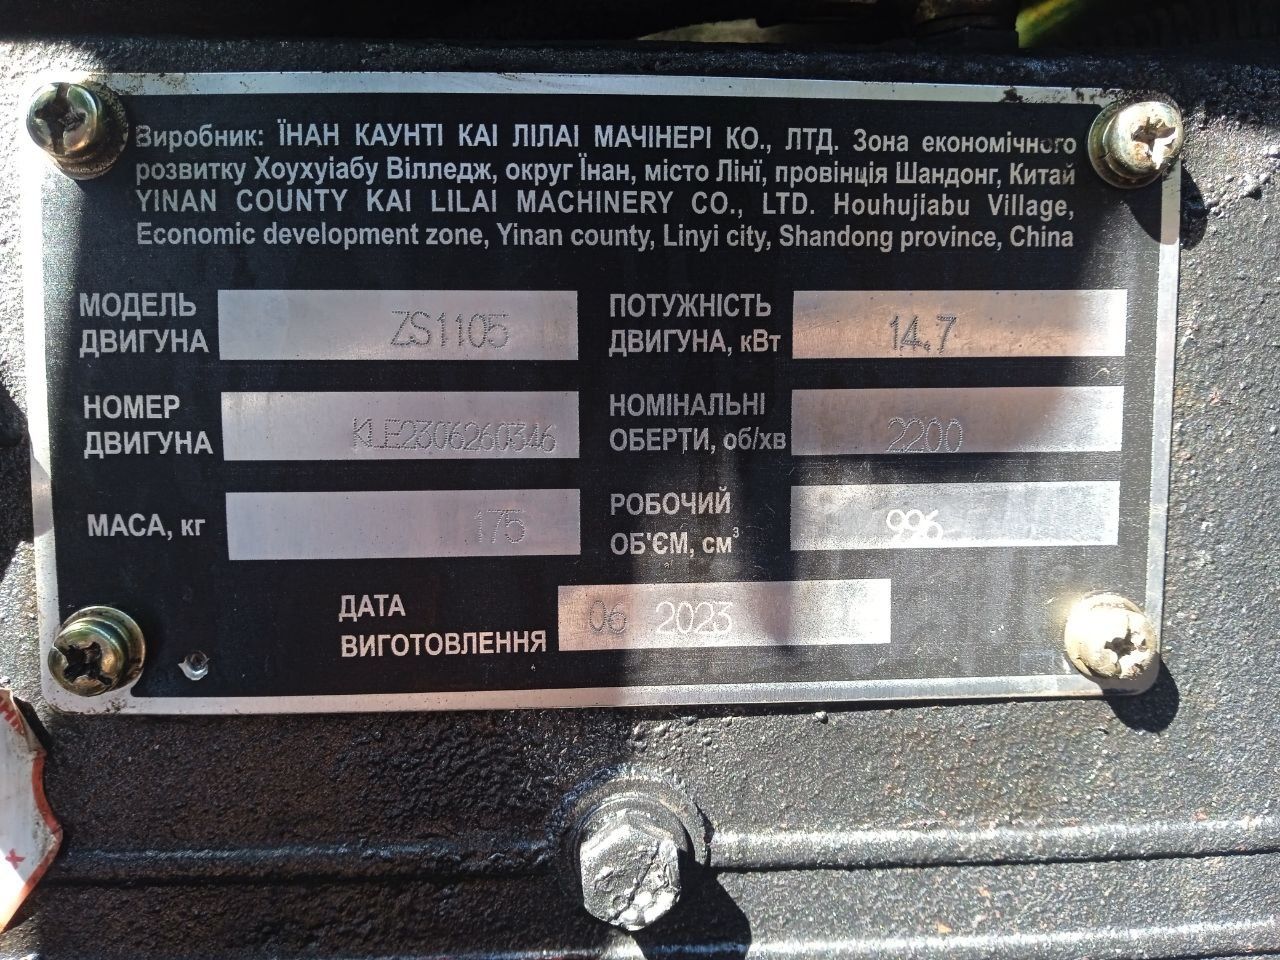 Виробник: ЇНАН КАУНТІ КАІ ЛІЛАІ МАЧІНЕРІ КО., ЛТД. Зона економічного
розвитку Хоухуіабу Вілледж, округ Їнан, місто Ліні, провінція Шандонг, Китай
YINAN COUNTY KAI LILAI MACHINERY CO., LTD. Houhujiabu Village,
Economic development zone, Yinan county, Linyi city, Shandong province, China
МОДЕЛЬ ДВИГУНА ZS1105
ПОТУЖНІСТЬ ДВИГУНА, кВт 14.7
НОМЕР ДВИГУНА KLE2306260346
НОМІНАЛЬНІ ОБЕРТИ, об/хв 2200
МАСА, кг 175
РОБОЧИЙ ОБ'ЄМ, см³ 996
ДАТА ВИГОТОВЛЕННЯ 06 2023